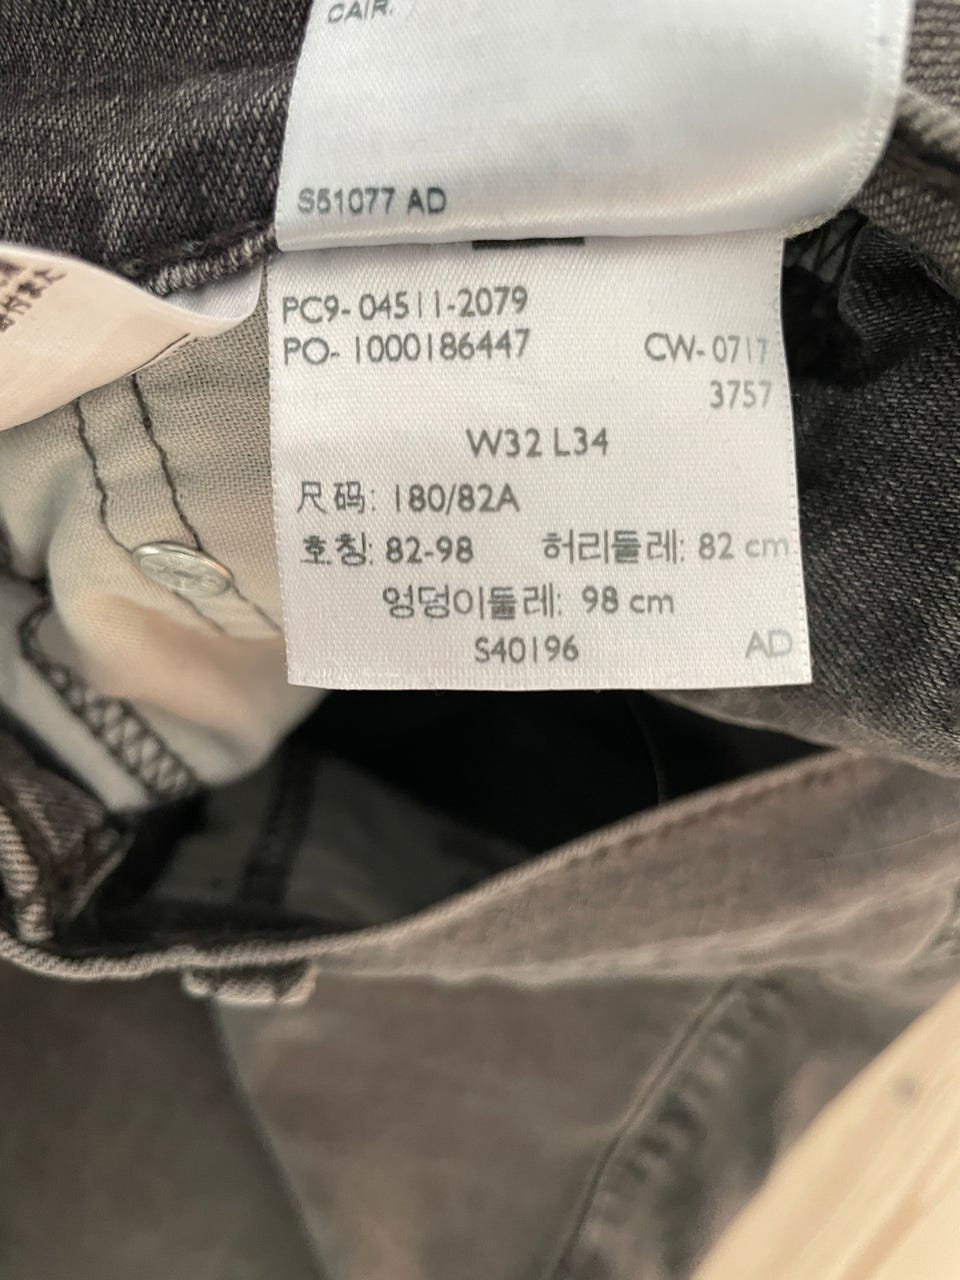 S51077 AD
PC9-04511-2079
PO-1000186447
CW-0717
3757
W32 L34
尺码: 180/82A
호칭: 82-98 허리둘레: 82 cm
엉덩이둘레: 98 cm
S40196 AD